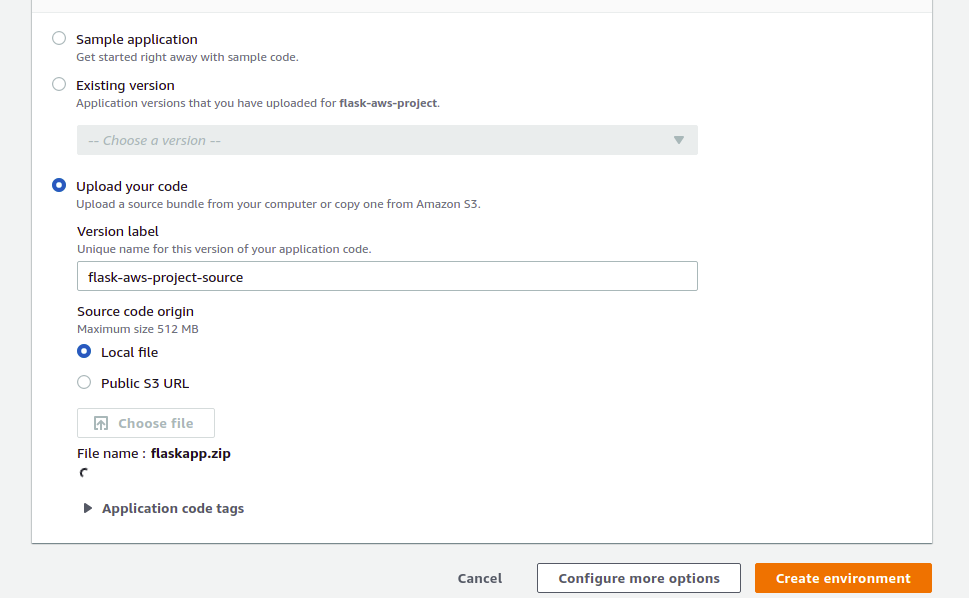 Sample application
Get started right away with sample code.
Existing version
Application versions that you have uploaded for flask-aws-project.
-- Choose a version --
Upload your code
Upload a source bundle from your computer or copy one from Amazon S3.
Version label
Unique name for this version of your application code.
flask-aws-project-source
Source code origin
Maximum size 512 MB
Local file
Public S3 URL
Choose file
File name : flaskapp.zip
Application code tags
Cancel
Configure more options
Create environment